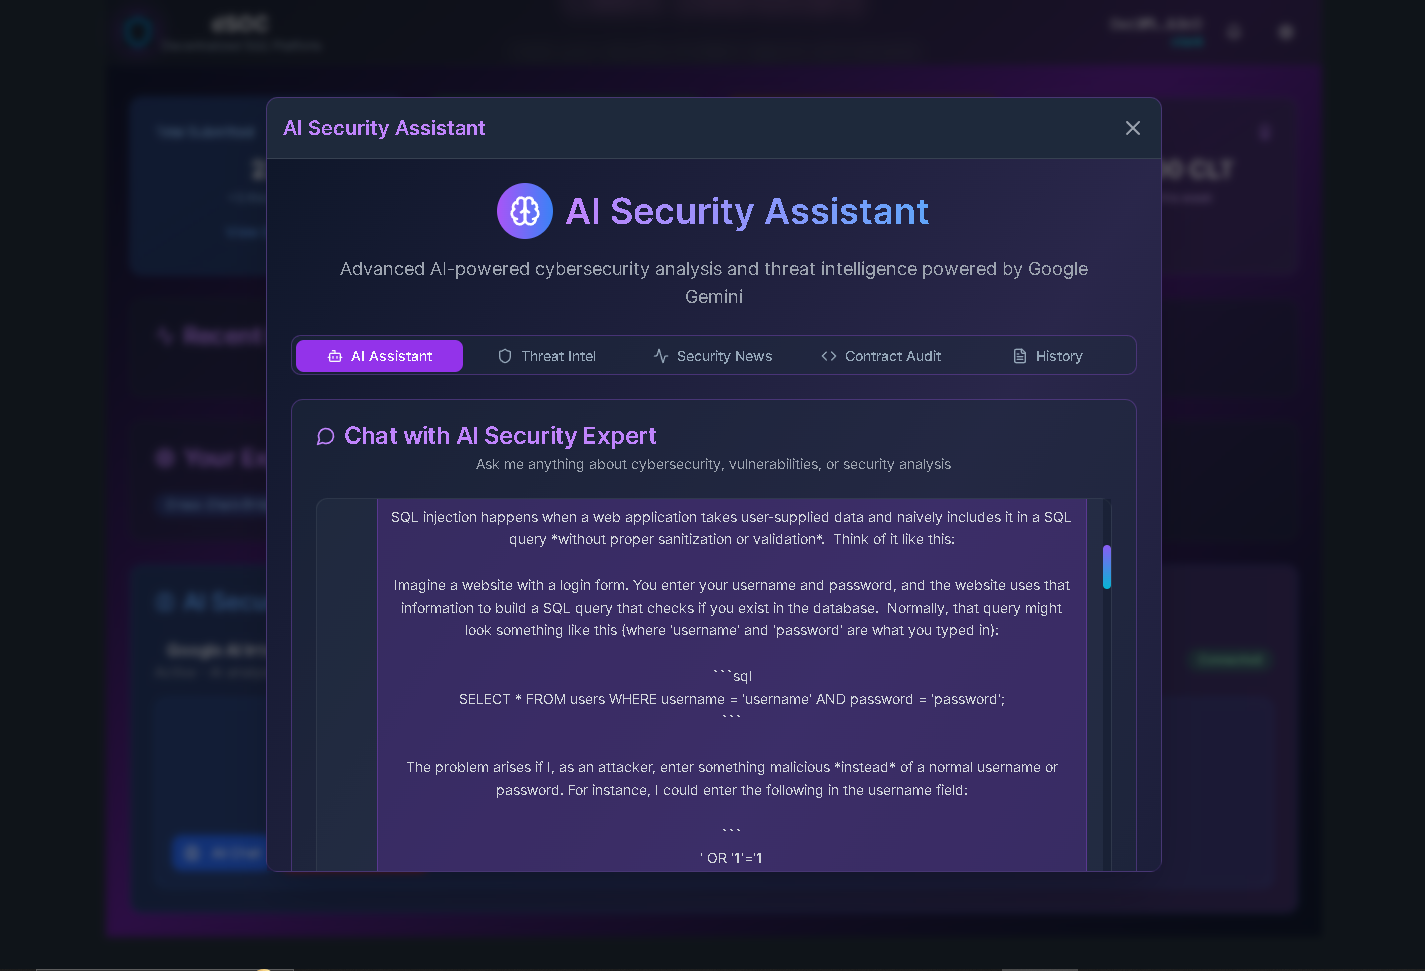 dSOC
AI Security Assistant
AI Security Assistant
Advanced AI-powered cybersecurity analysis and threat intelligence powered by Google
Gemini
AI Assistant
Threat Intel
Security News
Contract Audit
History
Chat with AI Security Expert
Ask me anything about cybersecurity, vulnerabilities, or security analysis
SQL injection happens when a web application takes user-supplied data and naively includes it in a SQL
query *without proper sanitization or validation*.  Think of it like this:
Imagine a website with a login form. You enter your username and password, and the website uses that
information to build a SQL query that checks if you exist in the database.  Normally, that query might
look something like this (where 'username' and 'password' are what you typed in):
```sql
SELECT * FROM users WHERE username = 'username' AND password = 'password';
```
The problem arises if I, as an attacker, enter something malicious *instead* of a normal username or
password. For instance, I could enter the following in the username field:
```
' OR '1'='1
CLT
Recent
Your
AI Secu
Connected